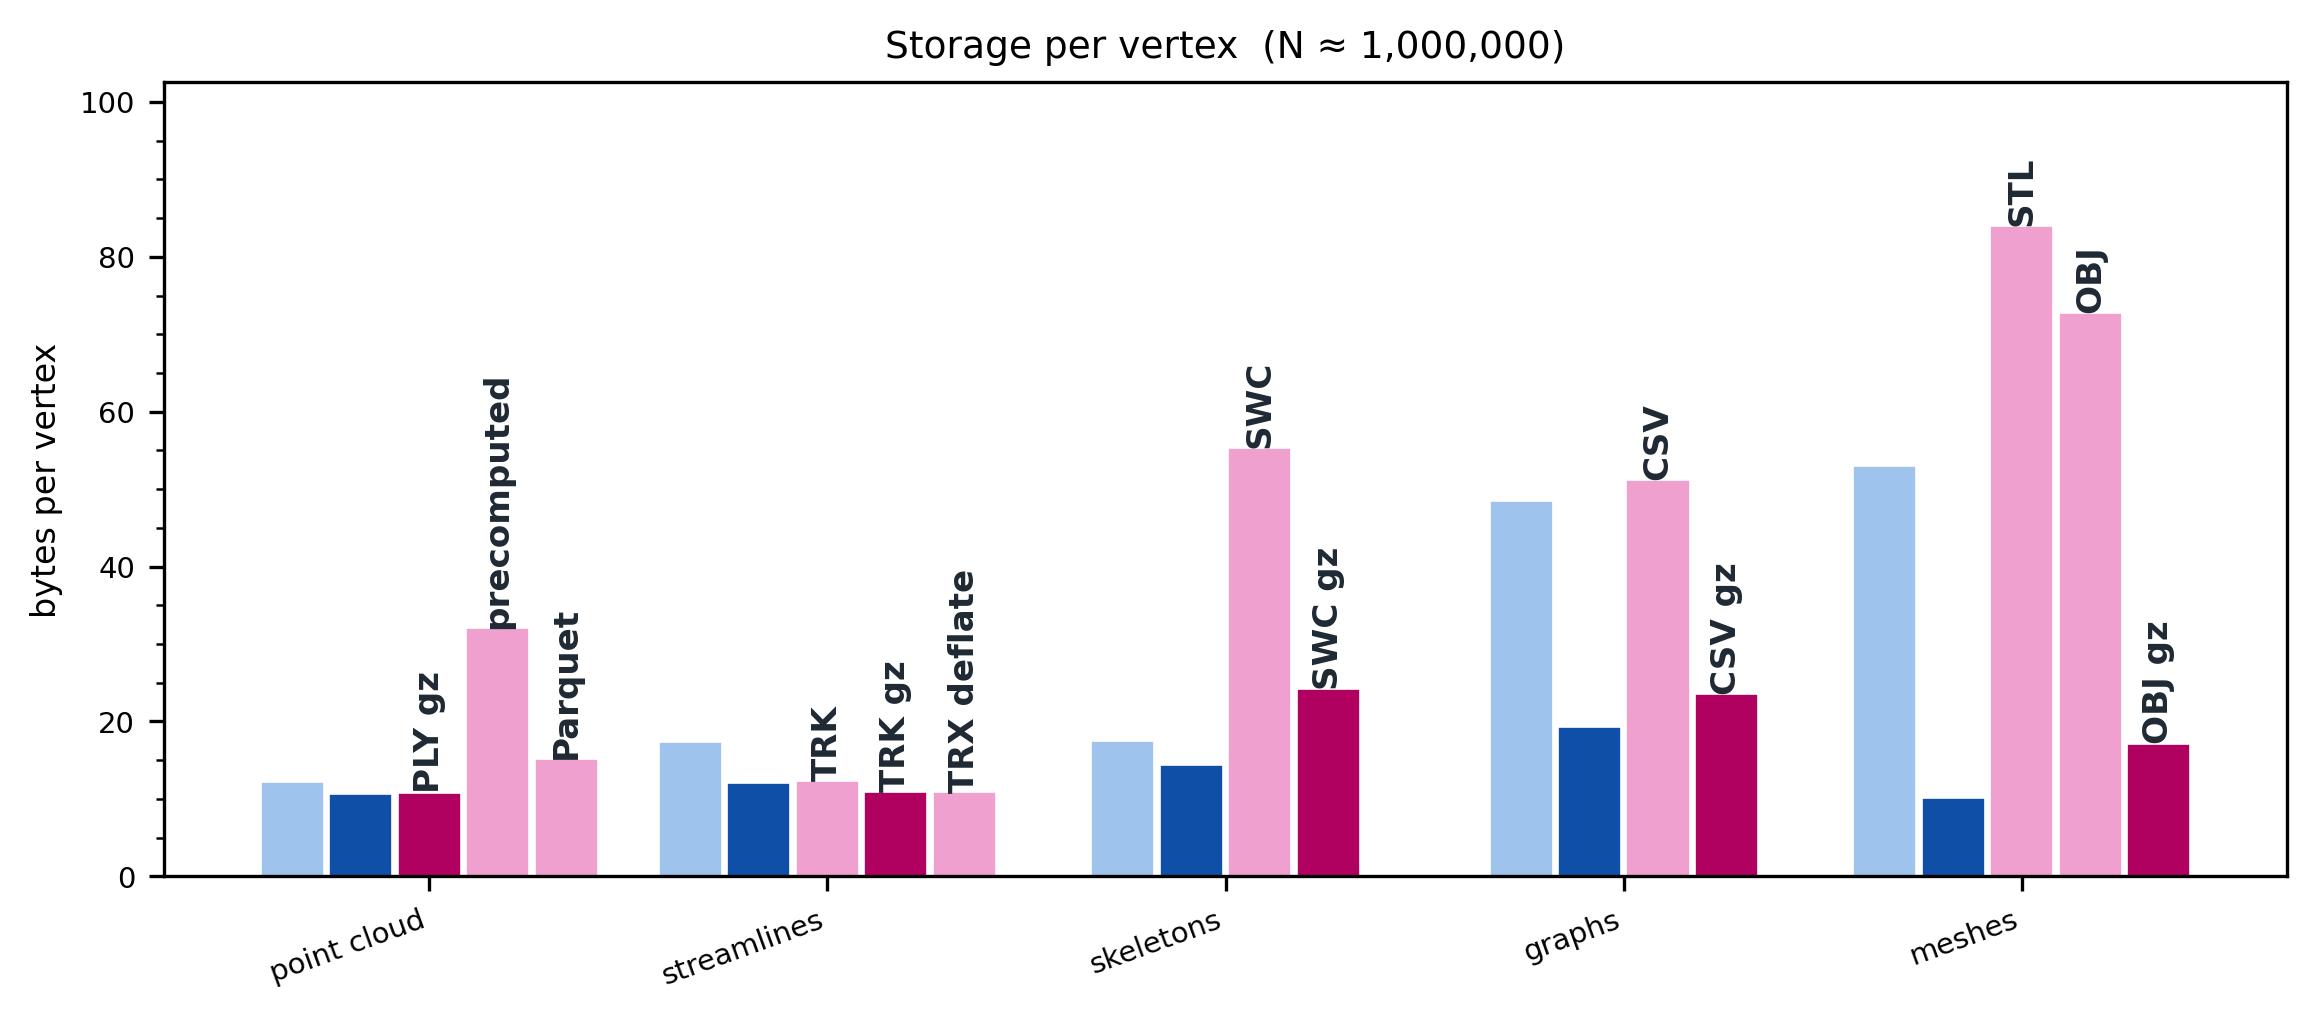 Storage per vertex (N ≈ 1,000,000)
bytes per vertex
100
80
60
40
20
0
PLY gz
precomputed
Parquet
TRK
TRK gz
TRX deflate
SWC
SWC gz
CSV
CSV gz
STL
OBJ
OBJ gz
point cloud
streamlines
skeletons
graphs
meshes